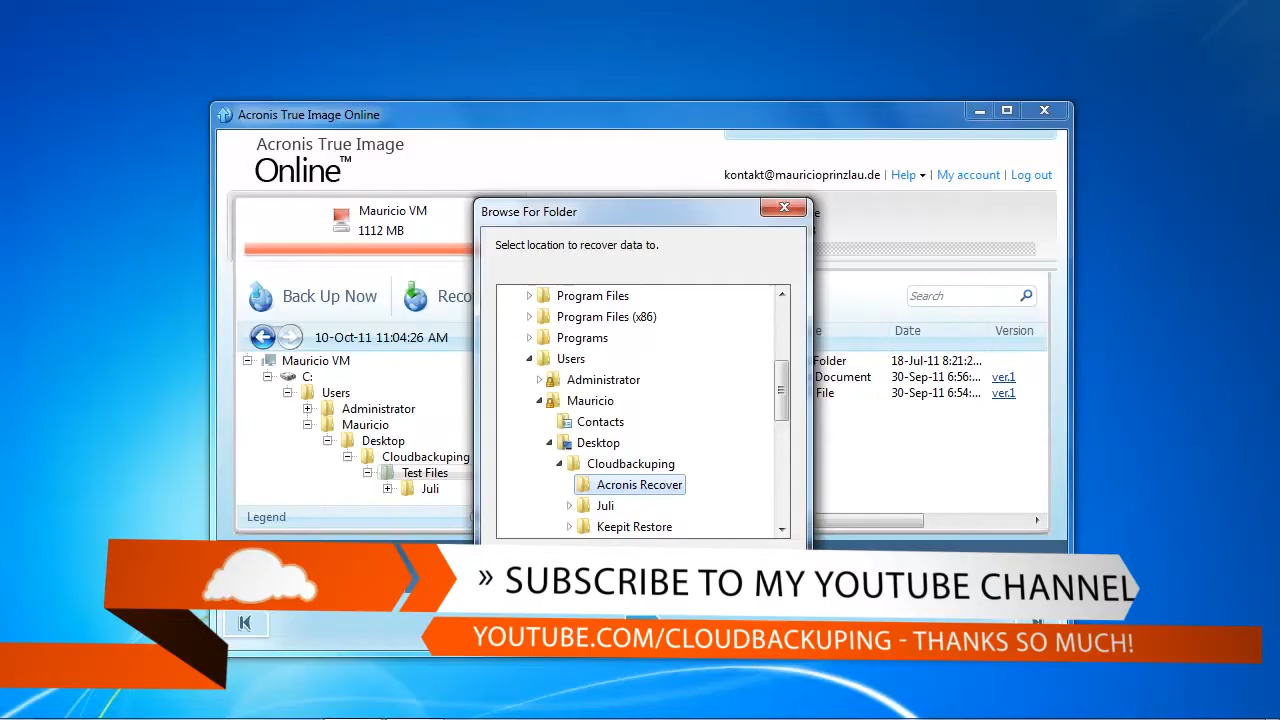 Acronis True Image Online
Acronis True Image
Online™
kontakt@mauricioprinzlau.de | Help | My account | Log out
Mauricio VM
1112 MB
Browse For Folder
Select location to recover data to.
Back Up Now
Reco
Search
10-Oct-11 11:04:26 AM
e Date Version
Mauricio VM
C:
Users
Administrator
Mauricio
Desktop
Cloudbackuping
Test Files
Juli
Legend
Program Files
Program Files (x86)
Programs
Users
Administrator
Mauricio
Contacts
Desktop
Cloudbackuping
Acronis Recover
Juli
Keepit Restore
Folder 18-Jul-11 8:21:2...
Document 30-Sep-11 6:56:... ver.1
File 30-Sep-11 6:54:... ver.1
» SUBSCRIBE TO MY YOUTUBE CHANNEL
YOUTUBE.COM/CLOUDBACKUPING - THANKS SO MUCH!